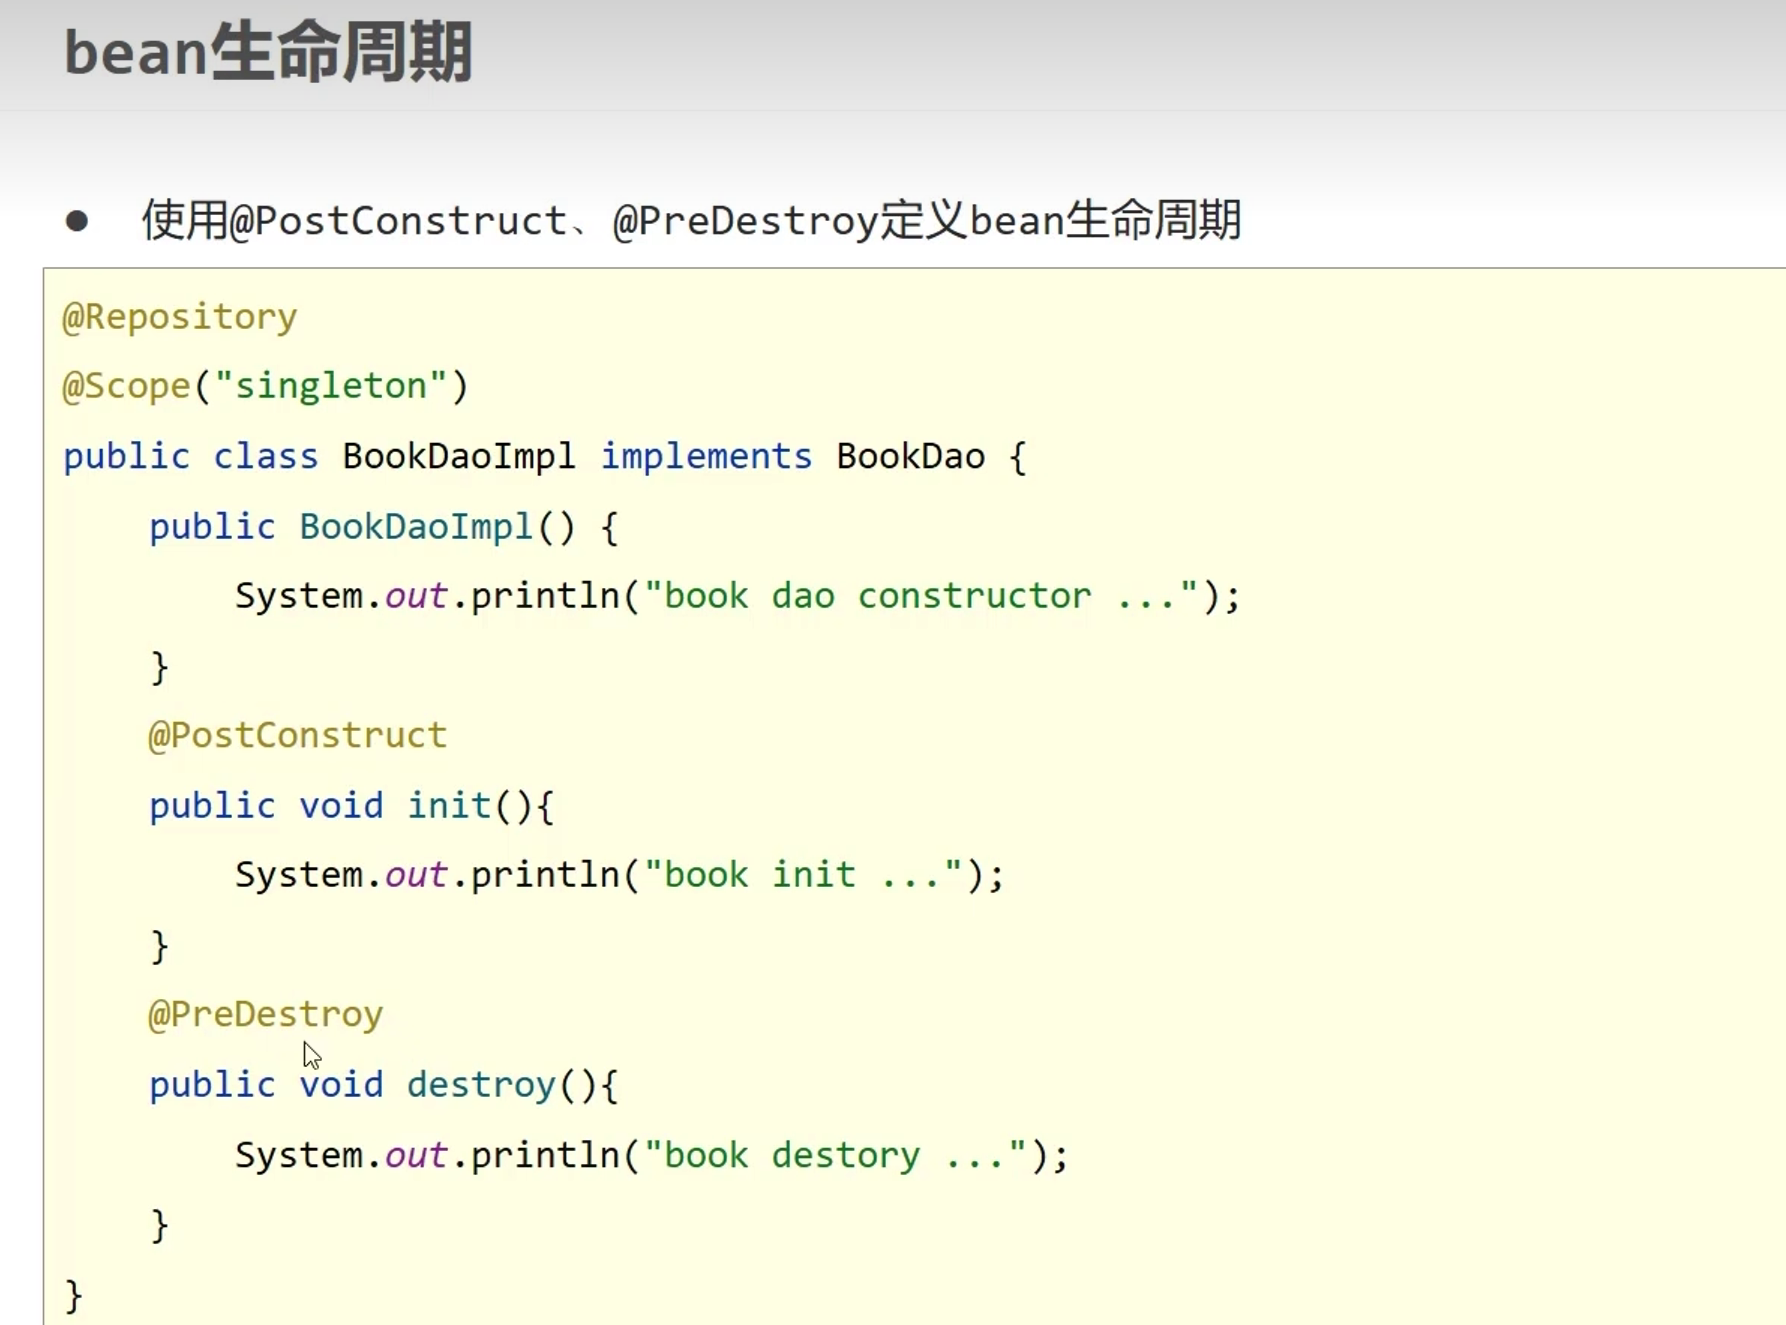 bean生命周期
● 使用@PostConstruct、@PreDestroy定义bean生命周期
@Repository
@Scope("singleton")
public class BookDaoImpl implements BookDao {
    public BookDaoImpl() {
        System.out.println("book dao constructor ...");
    }
    @PostConstruct
    public void init(){
        System.out.println("book init ...");
    }
    @PreDestroy
    public void destroy(){
        System.out.println("book destory ...");
    }
}